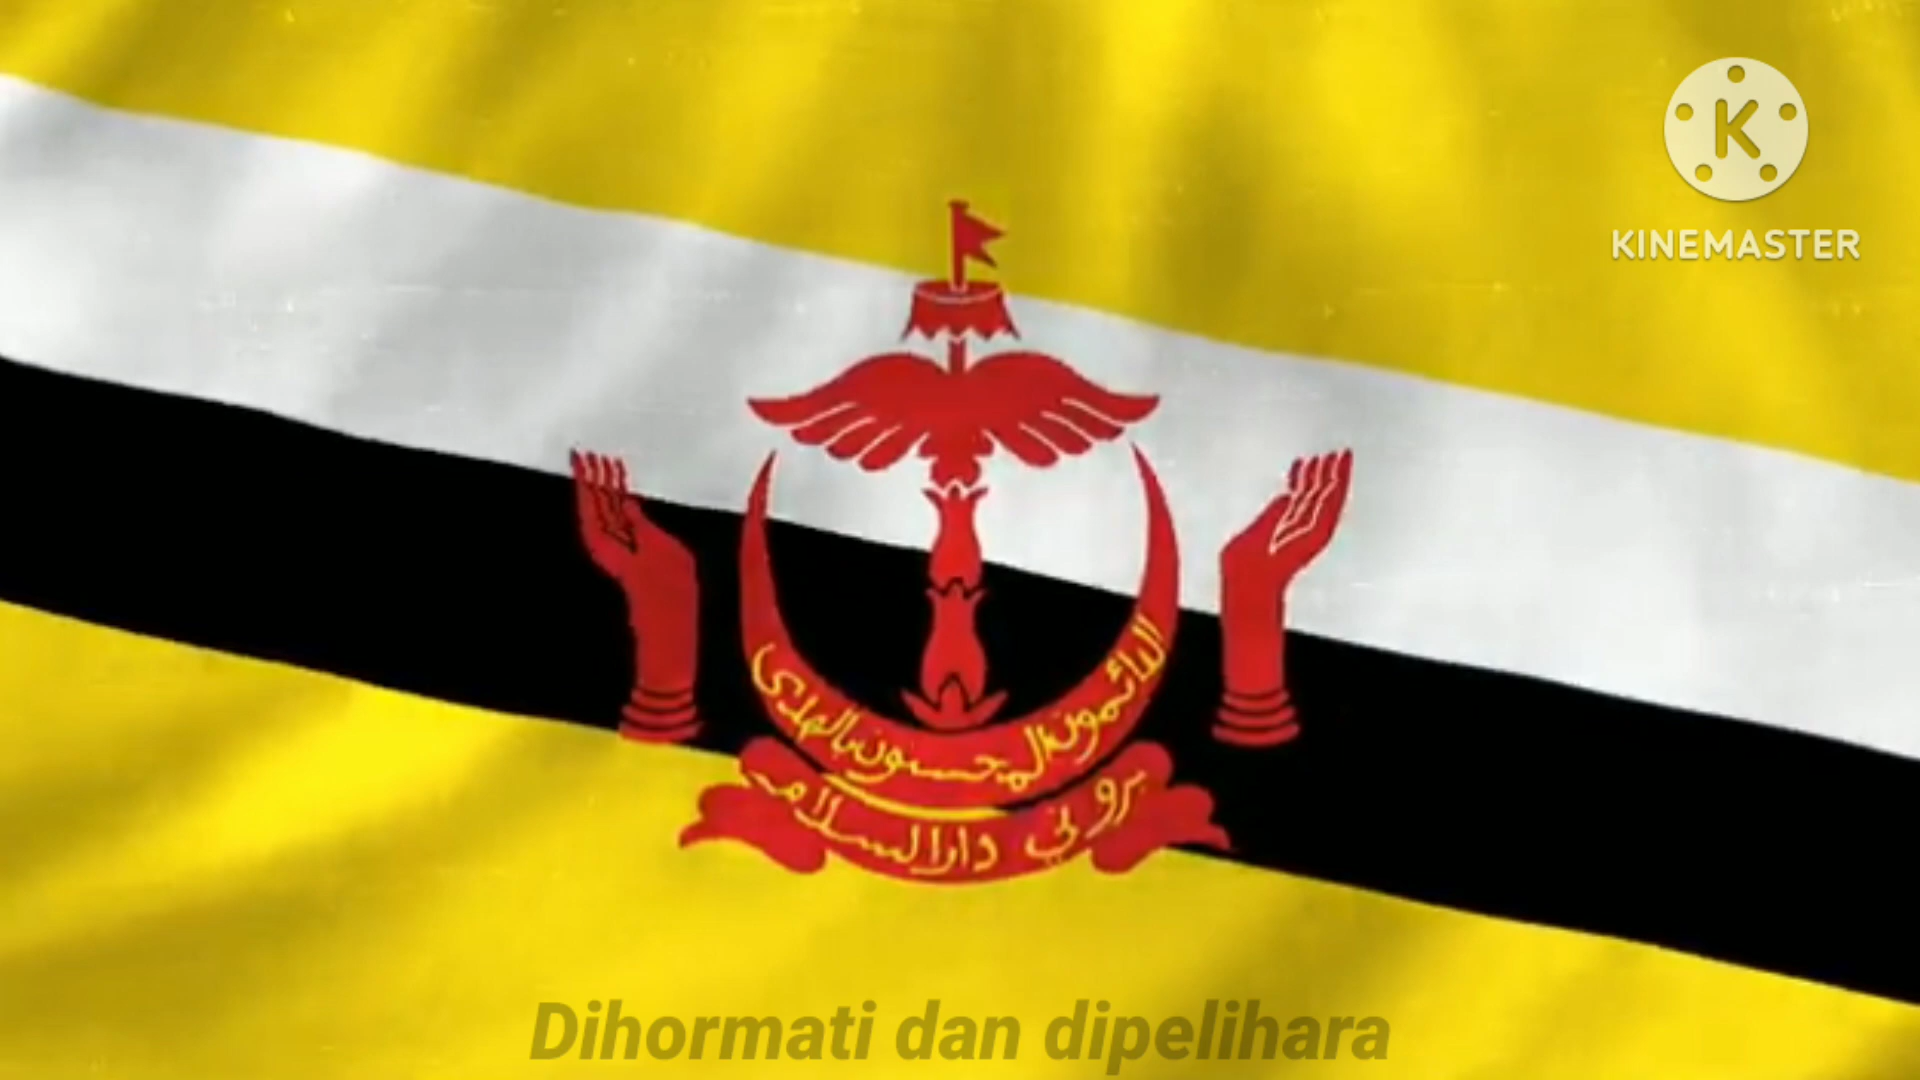 K
KINEMASTER
الدائمون المحسنون بالهدى
بروني دارالسلام
Dihormati dan dipelihara